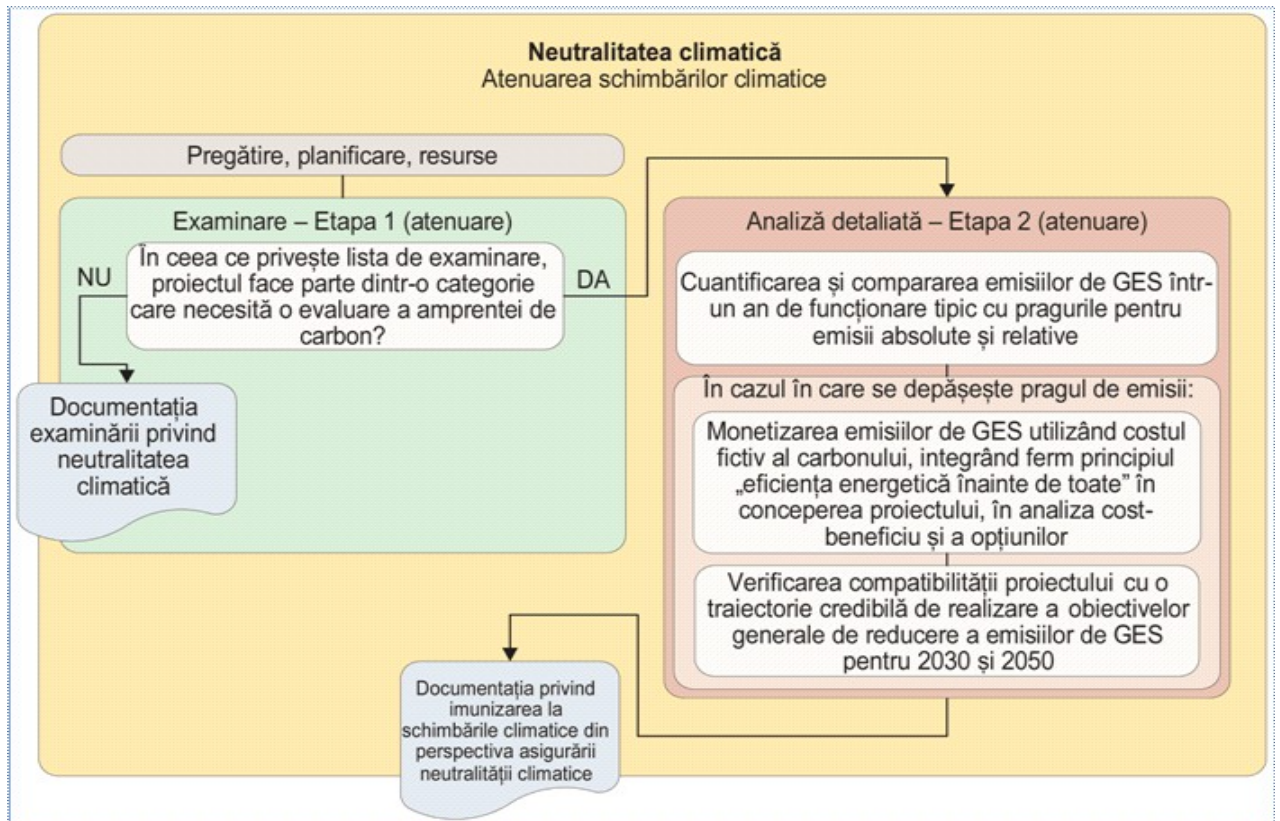 Neutralitatea climatică
Atenuarea schimbărilor climatice
Pregătire, planificare, resurse
Examinare – Etapa 1 (atenuare)
În ceea ce privește lista de examinare,
proiectul face parte dintr-o categorie
care necesită o evaluare a amprentei de
carbon?
NU
DA
Documentația
examinării privind
neutralitatea
climatică
Analiză detaliată – Etapa 2 (atenuare)
Cuantificarea și compararea emisiilor de GES într-
un an de funcționare tipic cu pragurile pentru
emisii absolute și relative
În cazul în care se depășește pragul de emisii:
Monetizarea emisiilor de GES utilizând costul
fictiv al carbonului, integrând ferm principiul
„eficiența energetică înainte de toate” în
conceperea proiectului, în analiza cost-
beneficiu și a opțiunilor
Verificarea compatibilității proiectului cu o
traiectorie credibilă de realizare a obiectivelor
generale de reducere a emisiilor de GES
pentru 2030 și 2050
Documentația privind
imunizarea la
schimbările climatice din
perspectiva asigurării
neutralității climatice